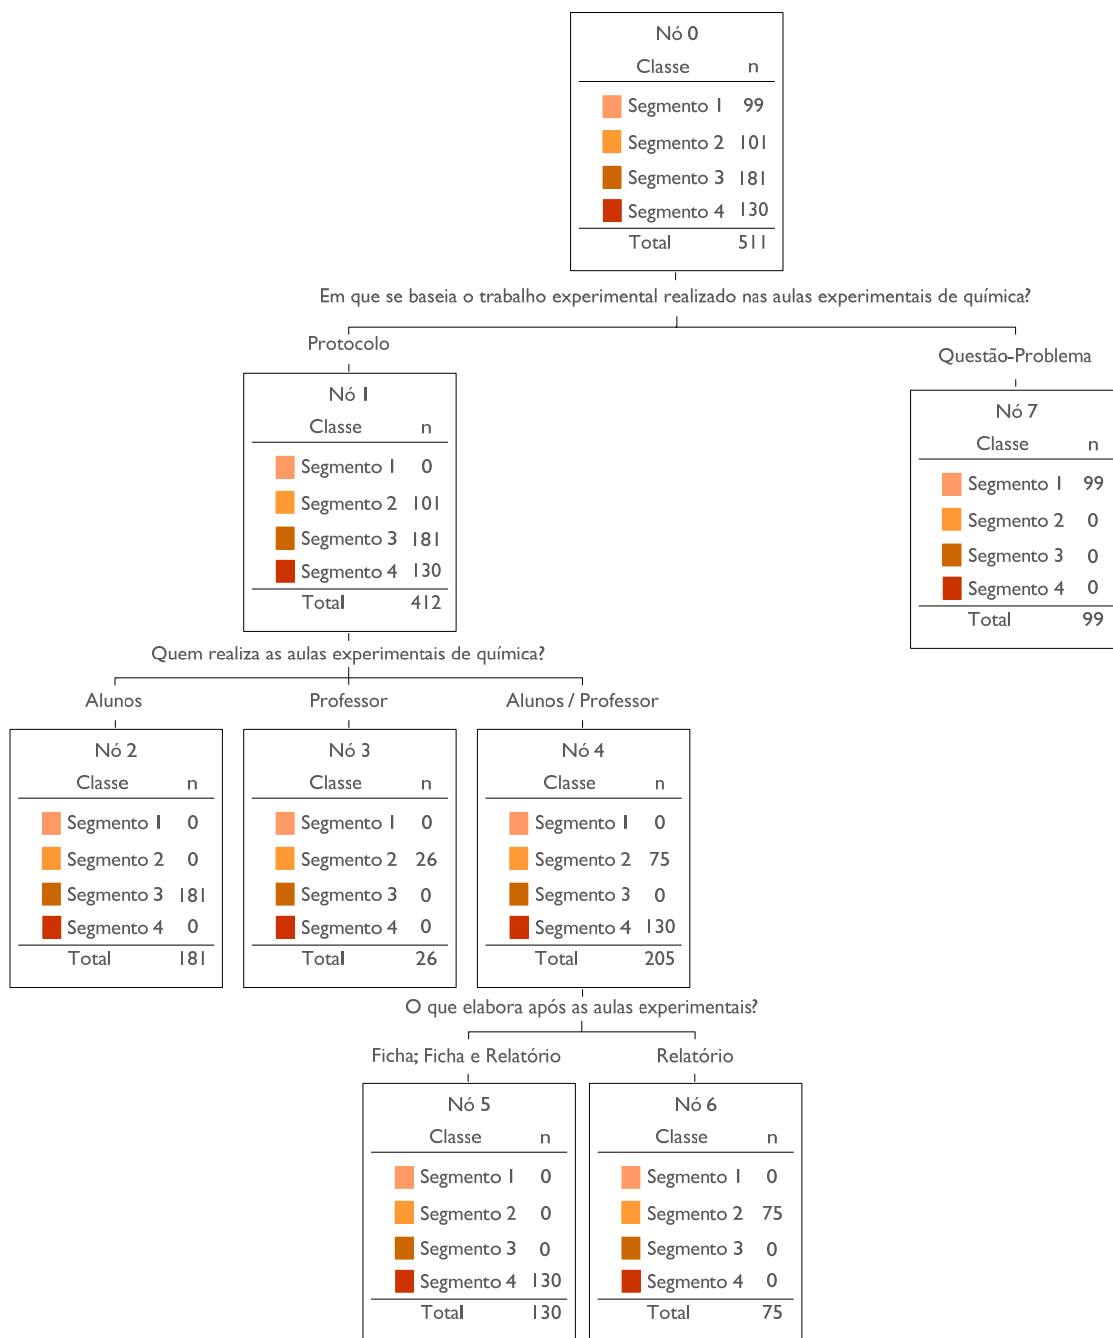 Nó 0
Classe n
Segmento 1 99
Segmento 2 101
Segmento 3 181
Segmento 4 130
Total 511
Em que se baseia o trabalho experimental realizado nas aulas experimentais de química?
Protocolo
Nó 1
Classe n
Segmento 1 0
Segmento 2 101
Segmento 3 181
Segmento 4 130
Total 412
Questão-Problema
Nó 7
Classe n
Segmento 1 99
Segmento 2 0
Segmento 3 0
Segmento 4 0
Total 99
Quem realiza as aulas experimentais de química?
Alunos
Nó 2
Classe n
Segmento 1 0
Segmento 2 0
Segmento 3 181
Segmento 4 0
Total 181
Professor
Nó 3
Classe n
Segmento 1 0
Segmento 2 26
Segmento 3 0
Segmento 4 0
Total 26
Alunos / Professor
Nó 4
Classe n
Segmento 1 0
Segmento 2 75
Segmento 3 0
Segmento 4 130
Total 205
O que elabora após as aulas experimentais?
Ficha; Ficha e Relatório
Nó 5
Classe n
Segmento 1 0
Segmento 2 0
Segmento 3 0
Segmento 4 130
Total 130
Relatório
Nó 6
Classe n
Segmento 1 0
Segmento 2 75
Segmento 3 0
Segmento 4 0
Total 75